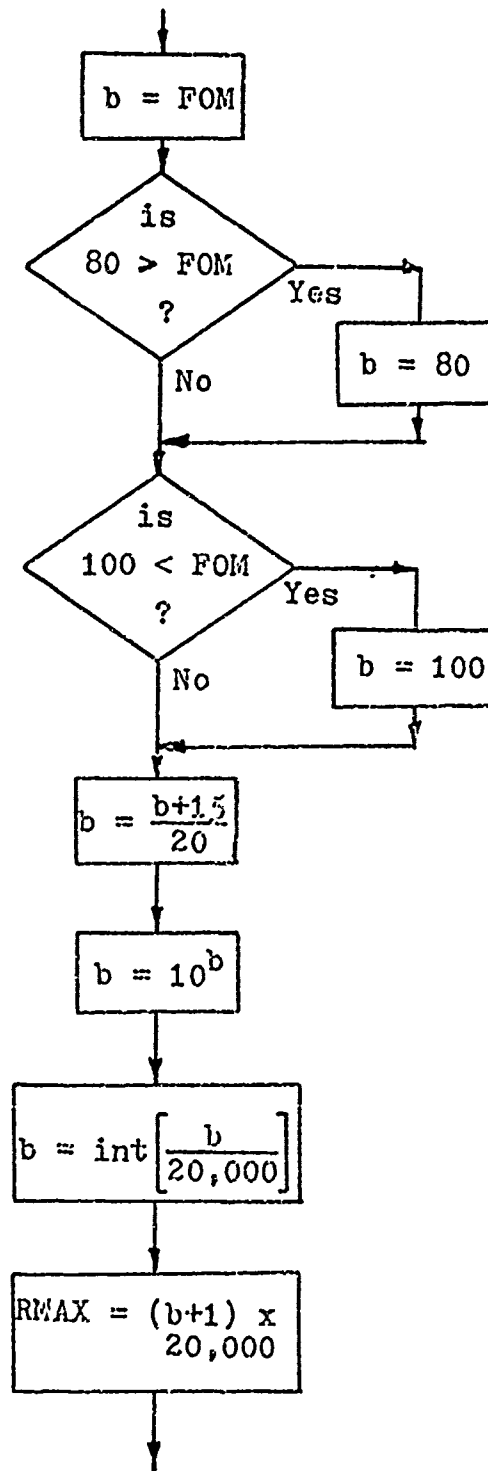 b = FOM
is
80 > FOM
?
Yes
b = 80
No
is
100 < FOM
?
Yes
b = 100
No
b = b+15
20
b = 10^b
b = int[b
20,000]
RMAX = (b+1) x
20,000